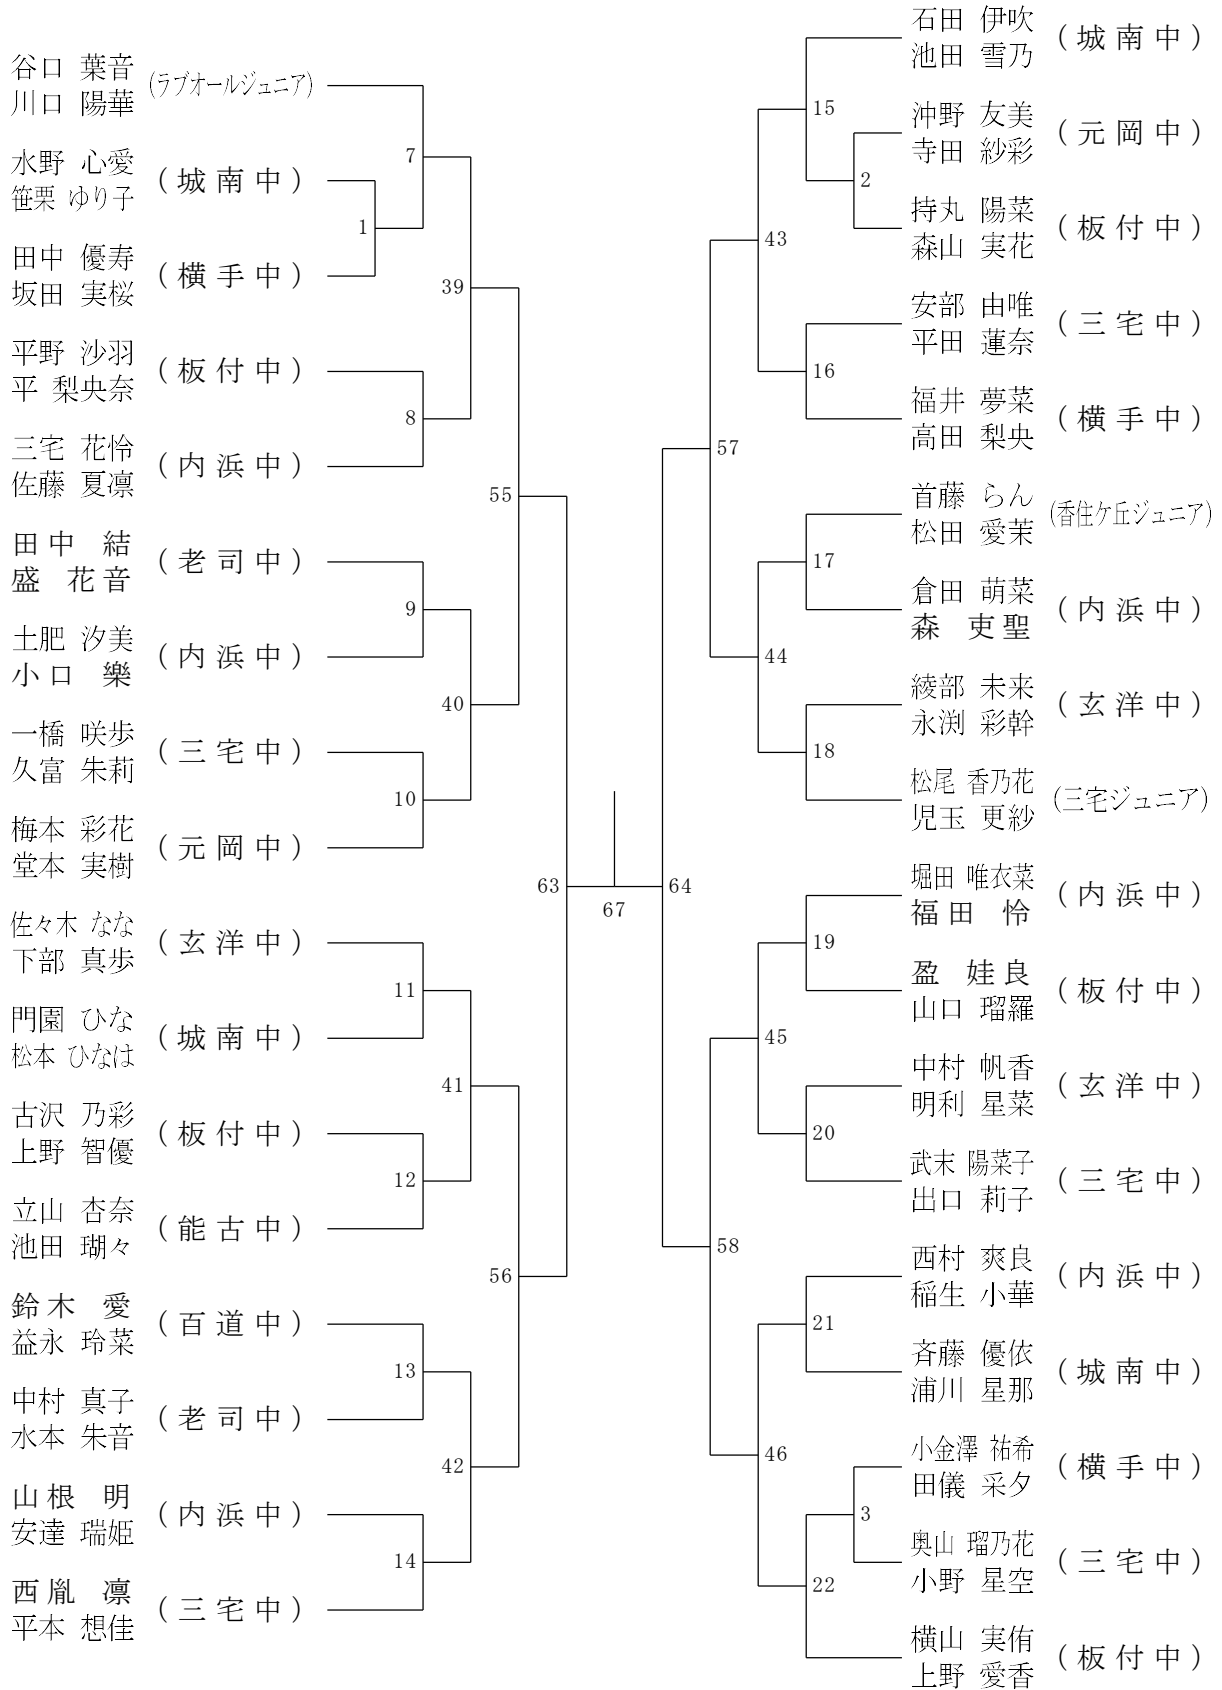 谷口 葉音
川口 陽華
(ラブオールジュニア)
水野 心愛
笹栗 ゆり子
(城南中)
田中 優寿
坂田 実桜
(横手中)
平野 沙羽
平 梨央奈
(板付中)
三宅 花怜
佐藤 夏凛
(内浜中)
田中 結
盛 花音
(老司中)
土肥 汐美
小口 樂
(内浜中)
一橋 咲歩
久富 朱莉
(三宅中)
梅本 彩花
堂本 実樹
(元岡中)
佐々木 なな
下部 真歩
(玄洋中)
門園 ひな
松本 ひなは
(城南中)
古沢 乃彩
上野 智優
(板付中)
立山 杏奈
池田 瑚々
(能古中)
鈴木 愛
益永 玲菜
(百道中)
中村 真子
水本 朱音
(老司中)
山根 明
安達 瑞姫
(内浜中)
西胤 凛
平本 想佳
(三宅中)
1
7
8
9
10
11
12
13
14
39
40
41
42
55
56
63
67
64
57
58
43
44
45
46
15
2
16
17
18
19
20
21
3
22
石田 伊吹
池田 雪乃
(城南中)
沖野 友美
寺田 紗彩
(元岡中)
持丸 陽菜
森山 実花
(板付中)
安部 由唯
平田 蓮奈
(三宅中)
福井 夢菜
高田 梨央
(横手中)
首藤 らん
松田 愛茉
(香住ケ丘ジュニア)
倉田 萌菜
森 吏聖
(内浜中)
綾部 未来
永渕 彩幹
(玄洋中)
松尾 香乃花
児玉 更紗
(三宅ジュニア)
堀田 唯衣菜
福田 怜
(内浜中)
盈 娃良
山口 瑠羅
(板付中)
中村 帆香
明利 星菜
(玄洋中)
武末 陽菜子
出口 莉子
(三宅中)
西村 爽良
稲生 小華
(内浜中)
斉藤 優依
浦川 星那
(城南中)
小金澤 祐希
田儀 采夕
(横手中)
奥山 瑠乃花
小野 星空
(三宅中)
横山 実侑
上野 愛香
(板付中)